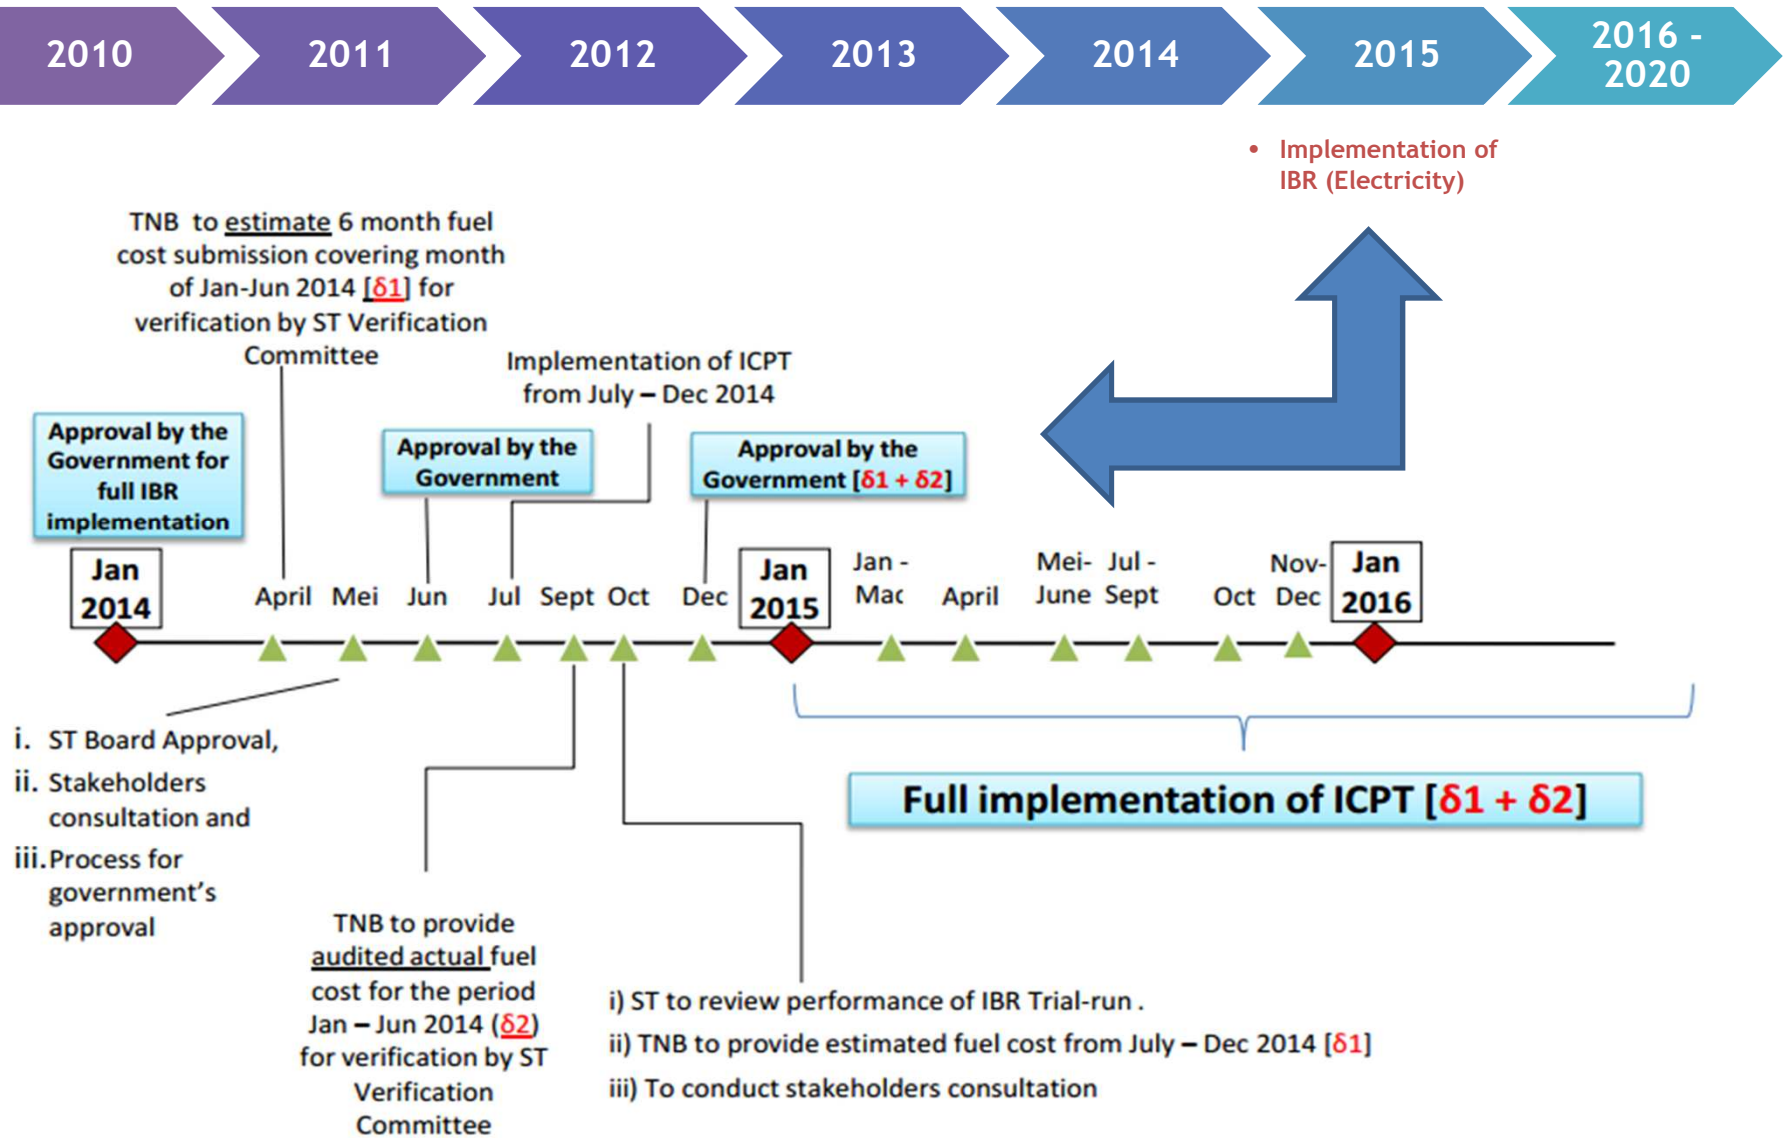 2010
2011
2012
2013
2014
2015
2016 -
2020
• Implementation of
IBR (Electricity)
TNB to estimate 6 month fuel
cost submission covering month
of Jan-Jun 2014 [δ1] for
verification by ST Verification
Committee
Implementation of ICPT
from July – Dec 2014
Approval by the
Government for
full IBR
implementation
Approval by the
Government
Approval by the
Government [δ1 + δ2]
Jan
2014
April
Mei
Jun
Jul
Sept
Oct
Dec
Jan
2015
Jan -
Mac
April
Mei-
June
Jul -
Sept
Oct
Nov-
Dec
Jan
2016
i. ST Board Approval,
ii. Stakeholders
consultation and
iii. Process for
government's
approval
Full implementation of ICPT [δ1 + δ2]
TNB to provide
audited actual fuel
cost for the period
Jan – Jun 2014 (δ2)
for verification by ST
Verification
Committee
i) ST to review performance of IBR Trial-run .
ii) TNB to provide estimated fuel cost from July – Dec 2014 [δ1]
iii) To conduct stakeholders consultation